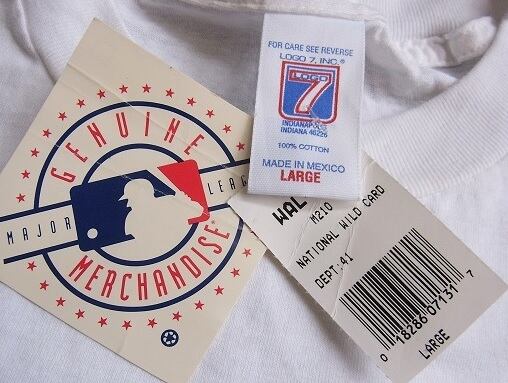 GENUINE
MAJOR LEAG
MERCHANDISE
FOR CARE SEE REVERSE
LOGO 7, INC.®
LOGO
7
INDIANAPOLIS
INDIANA 46226
100% COTTON
MADE IN MEXICO
LARGE
WAL
M210
NATIONAL WILD CARD
DEPT:41
0 18286 07131 7
LARGE